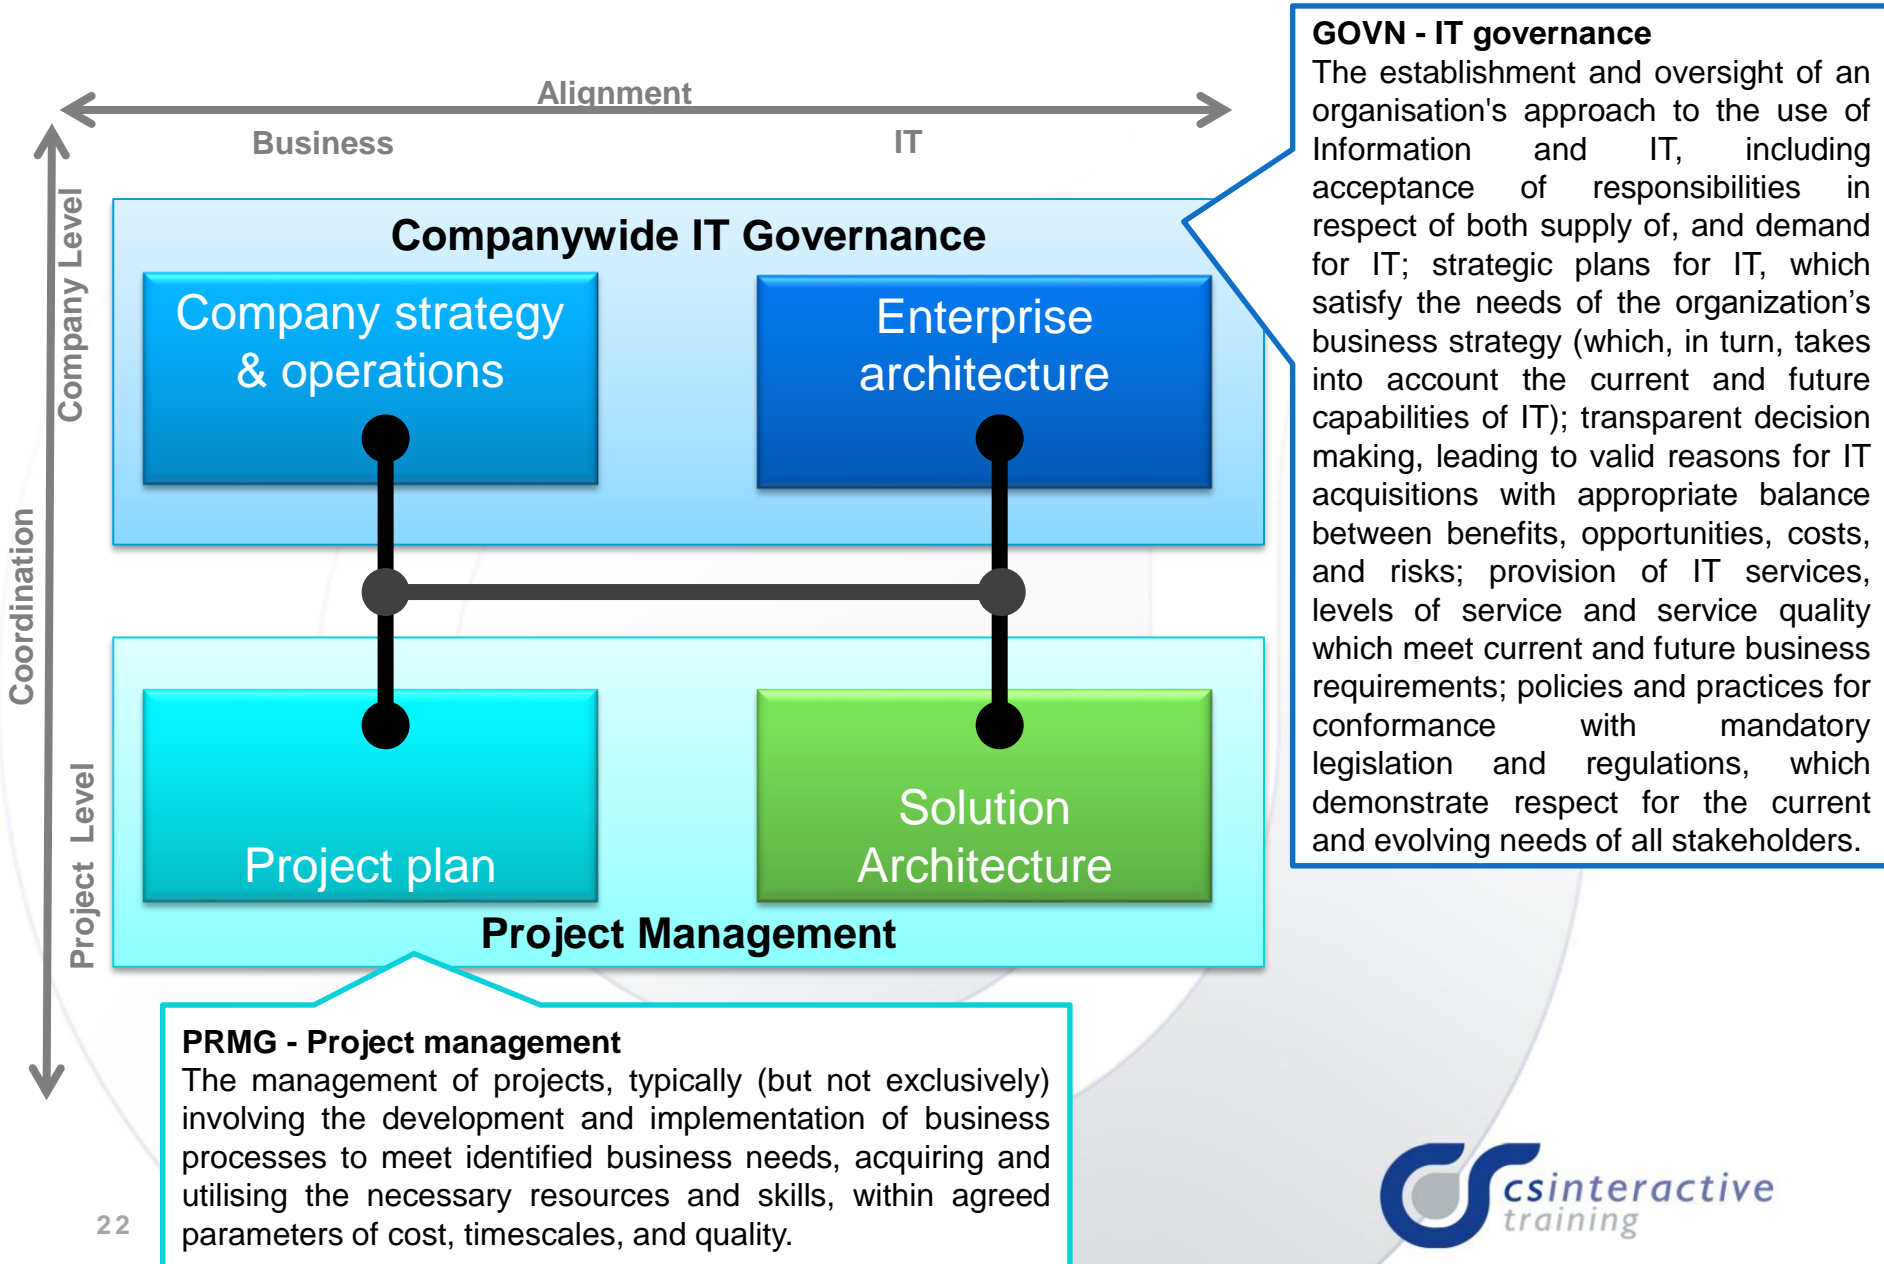 Alignment
Business
IT
Coordination
Company Level
Project Level
Companywide IT Governance
Company strategy
& operations
Enterprise
architecture
Project plan
Solution
Architecture
Project Management
GOVN - IT governance
The establishment and oversight of an
organisation's approach to the use of
Information and IT, including
acceptance of responsibilities in
respect of both supply of, and demand
for IT; strategic plans for IT, which
satisfy the needs of the organization’s
business strategy (which, in turn, takes
into account the current and future
capabilities of IT); transparent decision
making, leading to valid reasons for IT
acquisitions with appropriate balance
between benefits, opportunities, costs,
and risks; provision of IT services,
levels of service and service quality
which meet current and future business
requirements; policies and practices for
conformance with mandatory
legislation and regulations, which
demonstrate respect for the current
and evolving needs of all stakeholders.
PRMG - Project management
The management of projects, typically (but not exclusively)
involving the development and implementation of business
processes to meet identified business needs, acquiring and
utilising the necessary resources and skills, within agreed
parameters of cost, timescales, and quality.
22
csinteractive
training